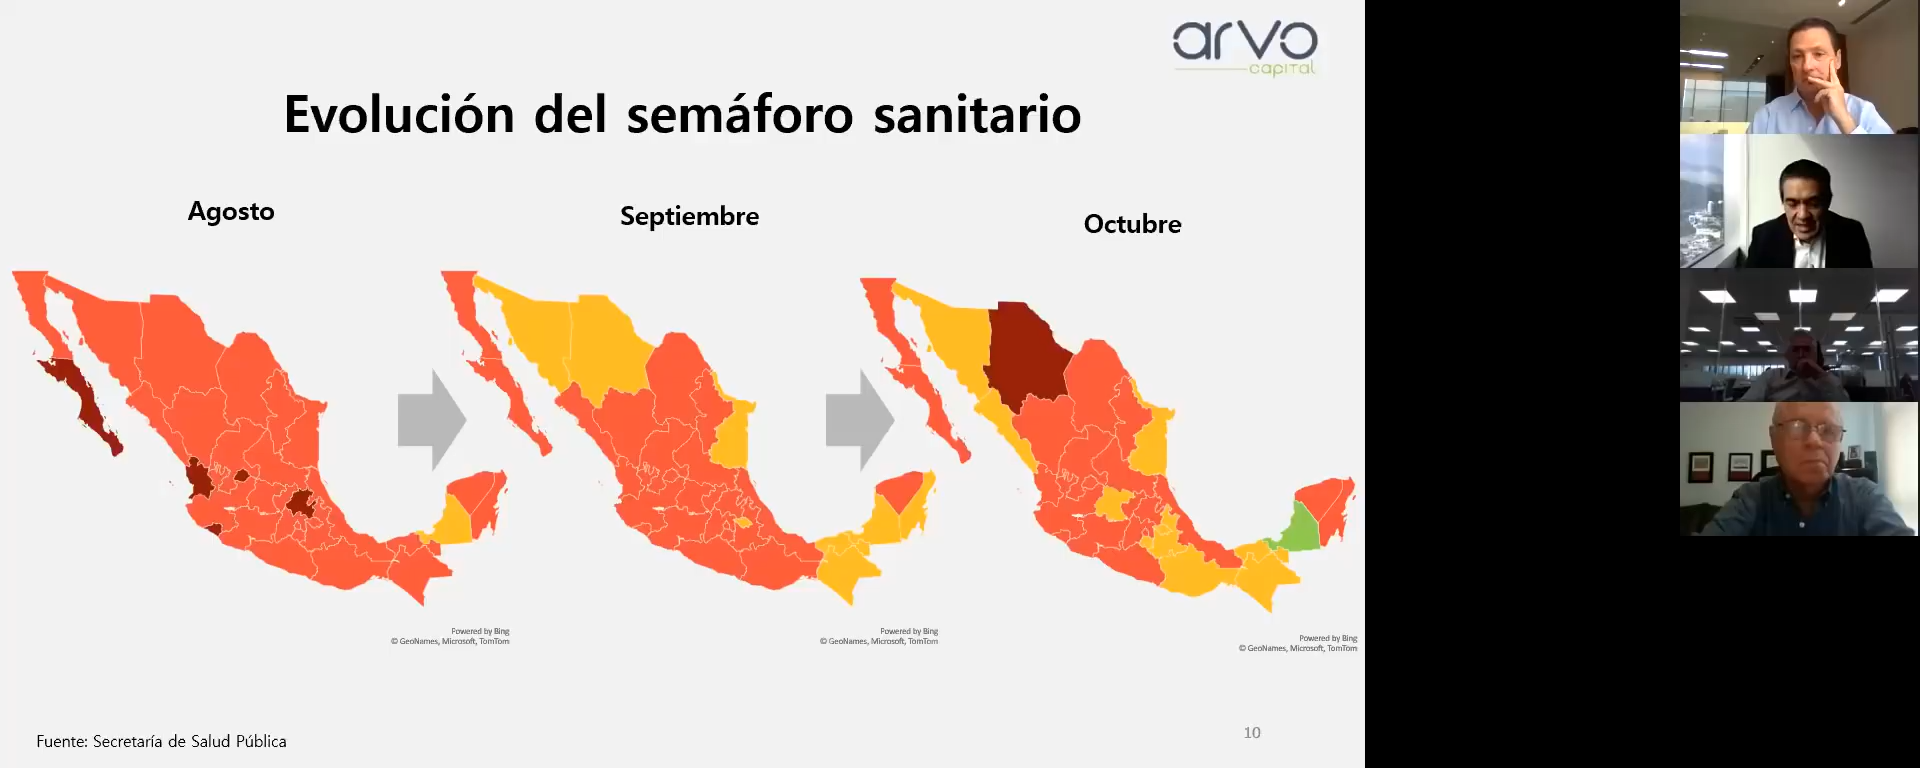 arvo
capital
Evolución del semáforo sanitario
Agosto
Septiembre
Octubre
Powered by Bing
© GeoNames, Microsoft, TomTom
Powered by Bing
© GeoNames, Microsoft, TomTom
Powered by Bing
© GeoNames, Microsoft, TomTom
Fuente: Secretaría de Salud Pública
10